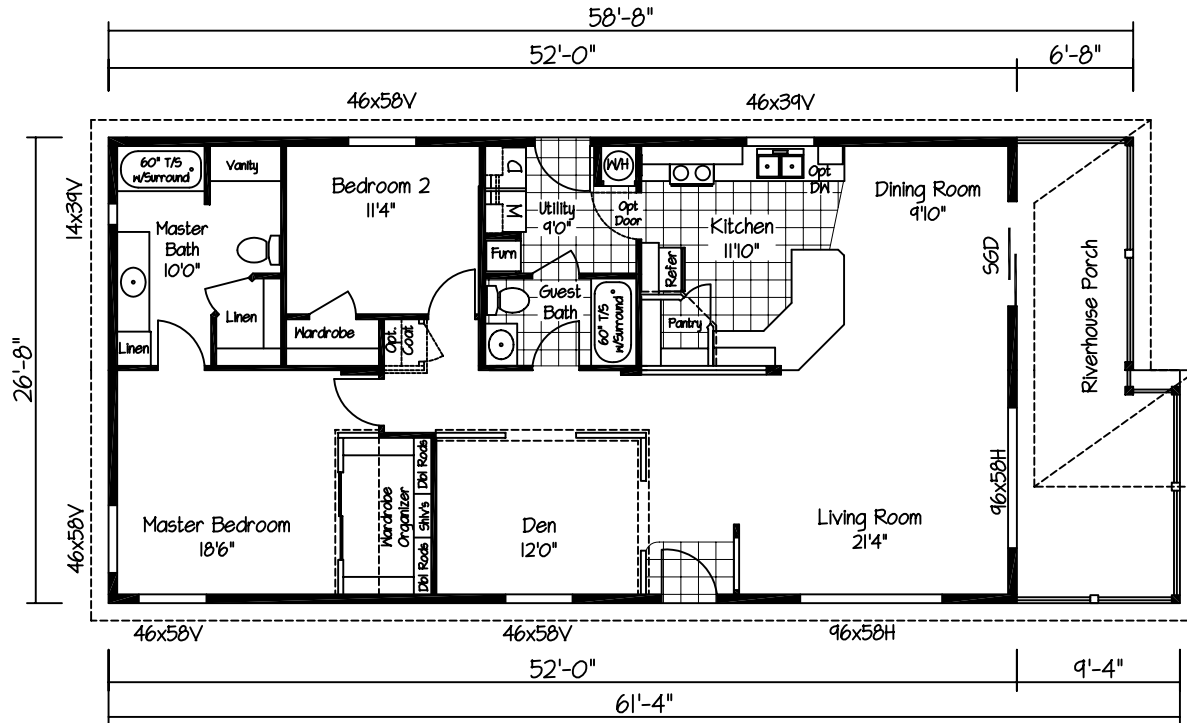 58'-8"
52'-0"
6'-8"
46x58V
46x39V
14x39V
26'-8"
46x58V
60" T/S
w/Surround
Vanity
Master
Bath
10'0"
Linen
Linen
Bedroom 2
11'4"
Wardrobe
Opt.
Coat
D
M
Furn
Utility
9'0"
W/H
Opt
Door
Guest
Bath
60" T/S
w/Surround
Kitchen
11'10"
Refer
Pantry
Opt
DW
Dining Room
9'10"
SGD
Riverhouse Porch
Master Bedroom
18'6"
Wardrobe
Organizer
Dbl Rods
Shlv's
Dbl Rods
Den
12'0"
Living Room
21'4"
96x58H
46x58V
46x58V
96x58H
52'-0"
9'-4"
61'-4"